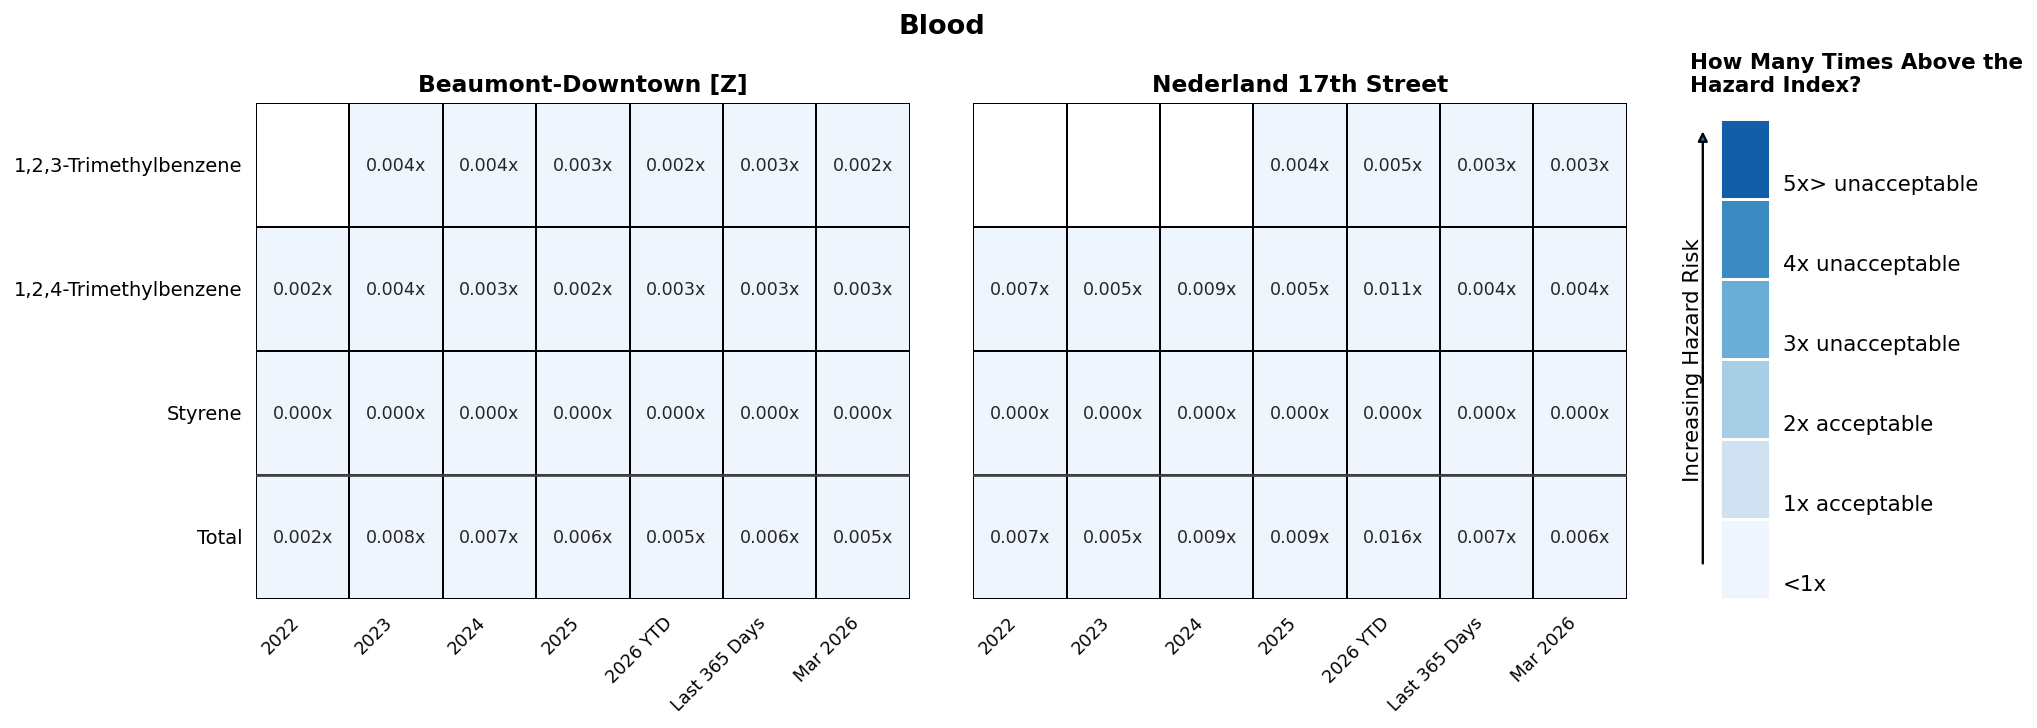 Blood
Beaumont-Downtown [Z]
Nederland 17th Street
How Many Times Above the
Hazard Index?
1,2,3-Trimethylbenzene
0.004x 0.004x 0.003x 0.002x 0.003x 0.002x
0.004x 0.005x 0.003x 0.003x
1,2,4-Trimethylbenzene
0.002x 0.004x 0.003x 0.002x 0.003x 0.003x 0.003x
0.007x 0.005x 0.009x 0.005x 0.011x 0.004x 0.004x
Styrene
0.000x 0.000x 0.000x 0.000x 0.000x 0.000x 0.000x
0.000x 0.000x 0.000x 0.000x 0.000x 0.000x 0.000x
Total
0.002x 0.008x 0.007x 0.006x 0.005x 0.006x 0.005x
0.007x 0.005x 0.009x 0.009x 0.016x 0.007x 0.006x
2022 2023 2024 2025 2026 YTD Last 365 Days Mar 2026
2022 2023 2024 2025 2026 YTD Last 365 Days Mar 2026
Increasing Hazard Risk
5x> unacceptable
4x unacceptable
3x unacceptable
2x acceptable
1x acceptable
<1x